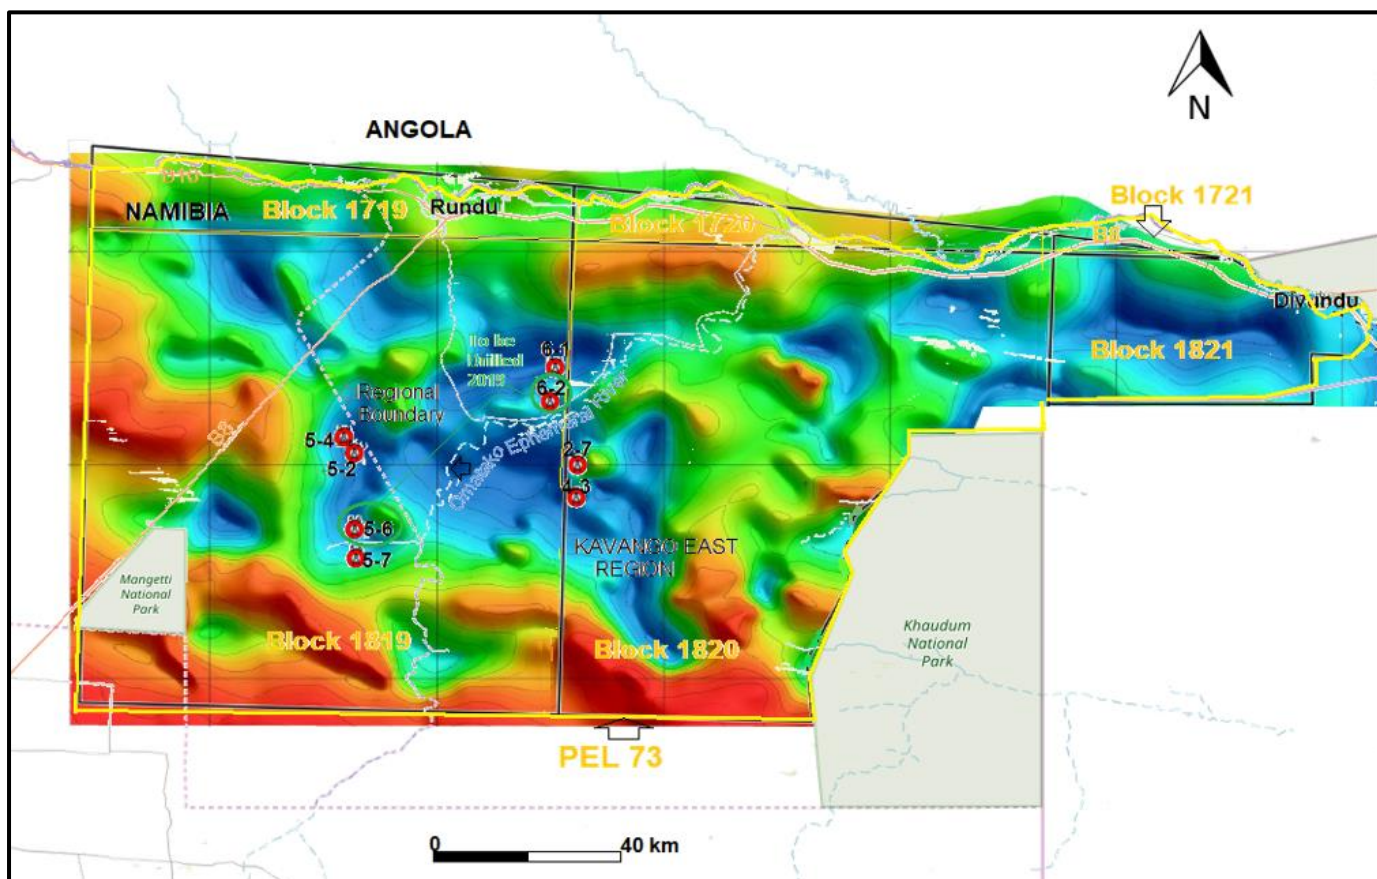 N
ANGOLA
B10
NAMIBIA
Block 1719
Rundu
Block 1720
Block 1721
B8
Divundu
Block 1821
To be
Drilled
2019
6-1
6-2
Regional
Boundary
B8
5-4
5-2
Omatako Ephemeral River
2-7
4-3
5-6
5-7
KAVANGO EAST
REGION
Mangetti
National
Park
Block 1819
Block 1820
Khaudum
National
Park
PEL 73
0
40 km